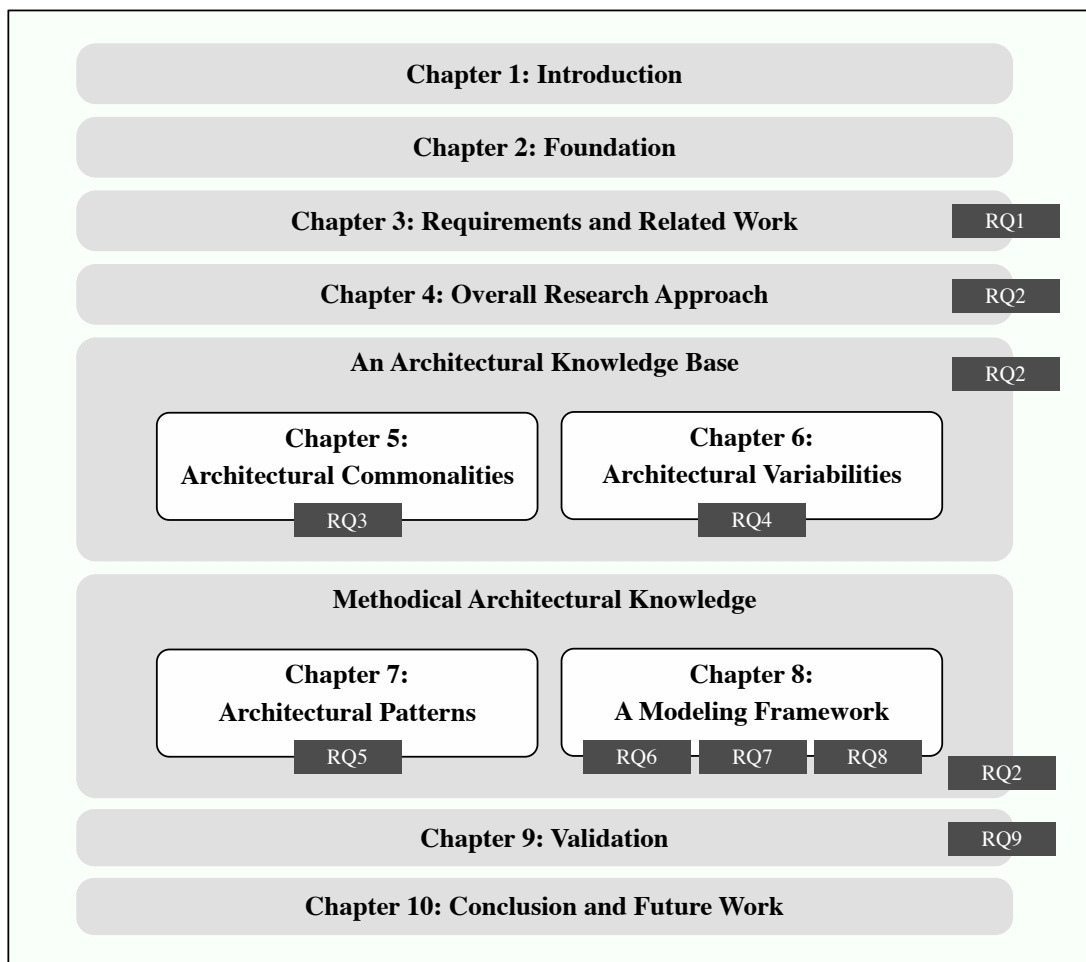 Chapter 1: Introduction
Chapter 2: Foundation
Chapter 3: Requirements and Related Work
RQ1
Chapter 4: Overall Research Approach
RQ2
An Architectural Knowledge Base
RQ2
Chapter 5:
Architectural Commonalities
RQ3
Chapter 6:
Architectural Variabilities
RQ4
Methodical Architectural Knowledge
Chapter 7:
Architectural Patterns
RQ5
Chapter 8:
A Modeling Framework
RQ6
RQ7
RQ8
RQ2
Chapter 9: Validation
RQ9
Chapter 10: Conclusion and Future Work